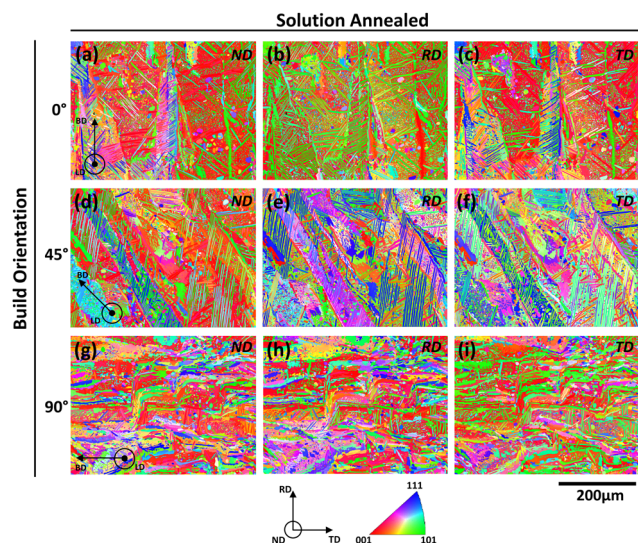 Solution Annealed
Build Orientation
(a) ND
(b) RD
(c) TD
0°
BD
LD
(d) ND
(e) RD
(f) TD
45°
BD
LD
(g) ND
(h) RD
(i) TD
90°
BD LD
200μm
RD
ND TD
111
001 101